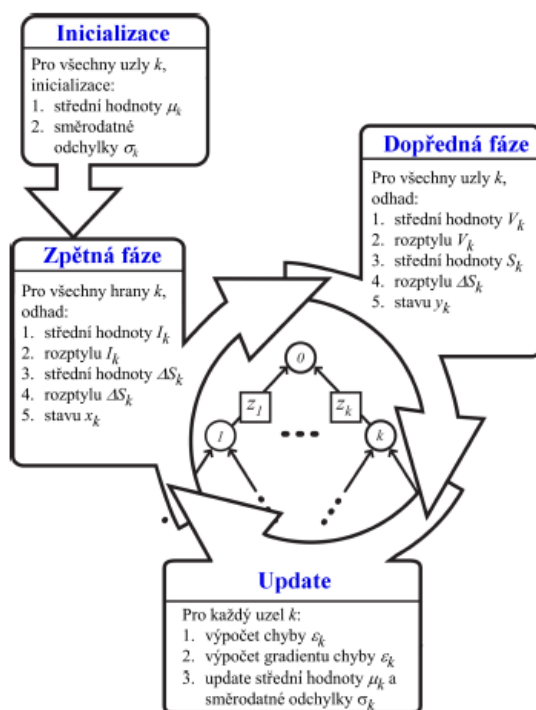 Inicializace
Pro všechny uzly k,
inicializace:
1. střední hodnoty μk
2. směrodatné
odchylky σk
Dopředná fáze
Pro všechny uzly k,
odhad:
1. střední hodnoty Vk
2. rozptylu Vk
3. střední hodnoty Sk
4. rozptylu ΔSk
5. stavu yk
Zpětná fáze
Pro všechny hrany k,
odhad:
1. střední hodnoty Ik
2. rozptylu Ik
3. střední hodnoty ΔSk
4. rozptylu ΔSk
5. stavu xk
0
z1
zk
1
k
Update
Pro každý uzel k:
1. výpočet chyby εk
2. výpočet gradientu chyby εk
3. update střední hodnoty μk a
směrodatné odchylky σk